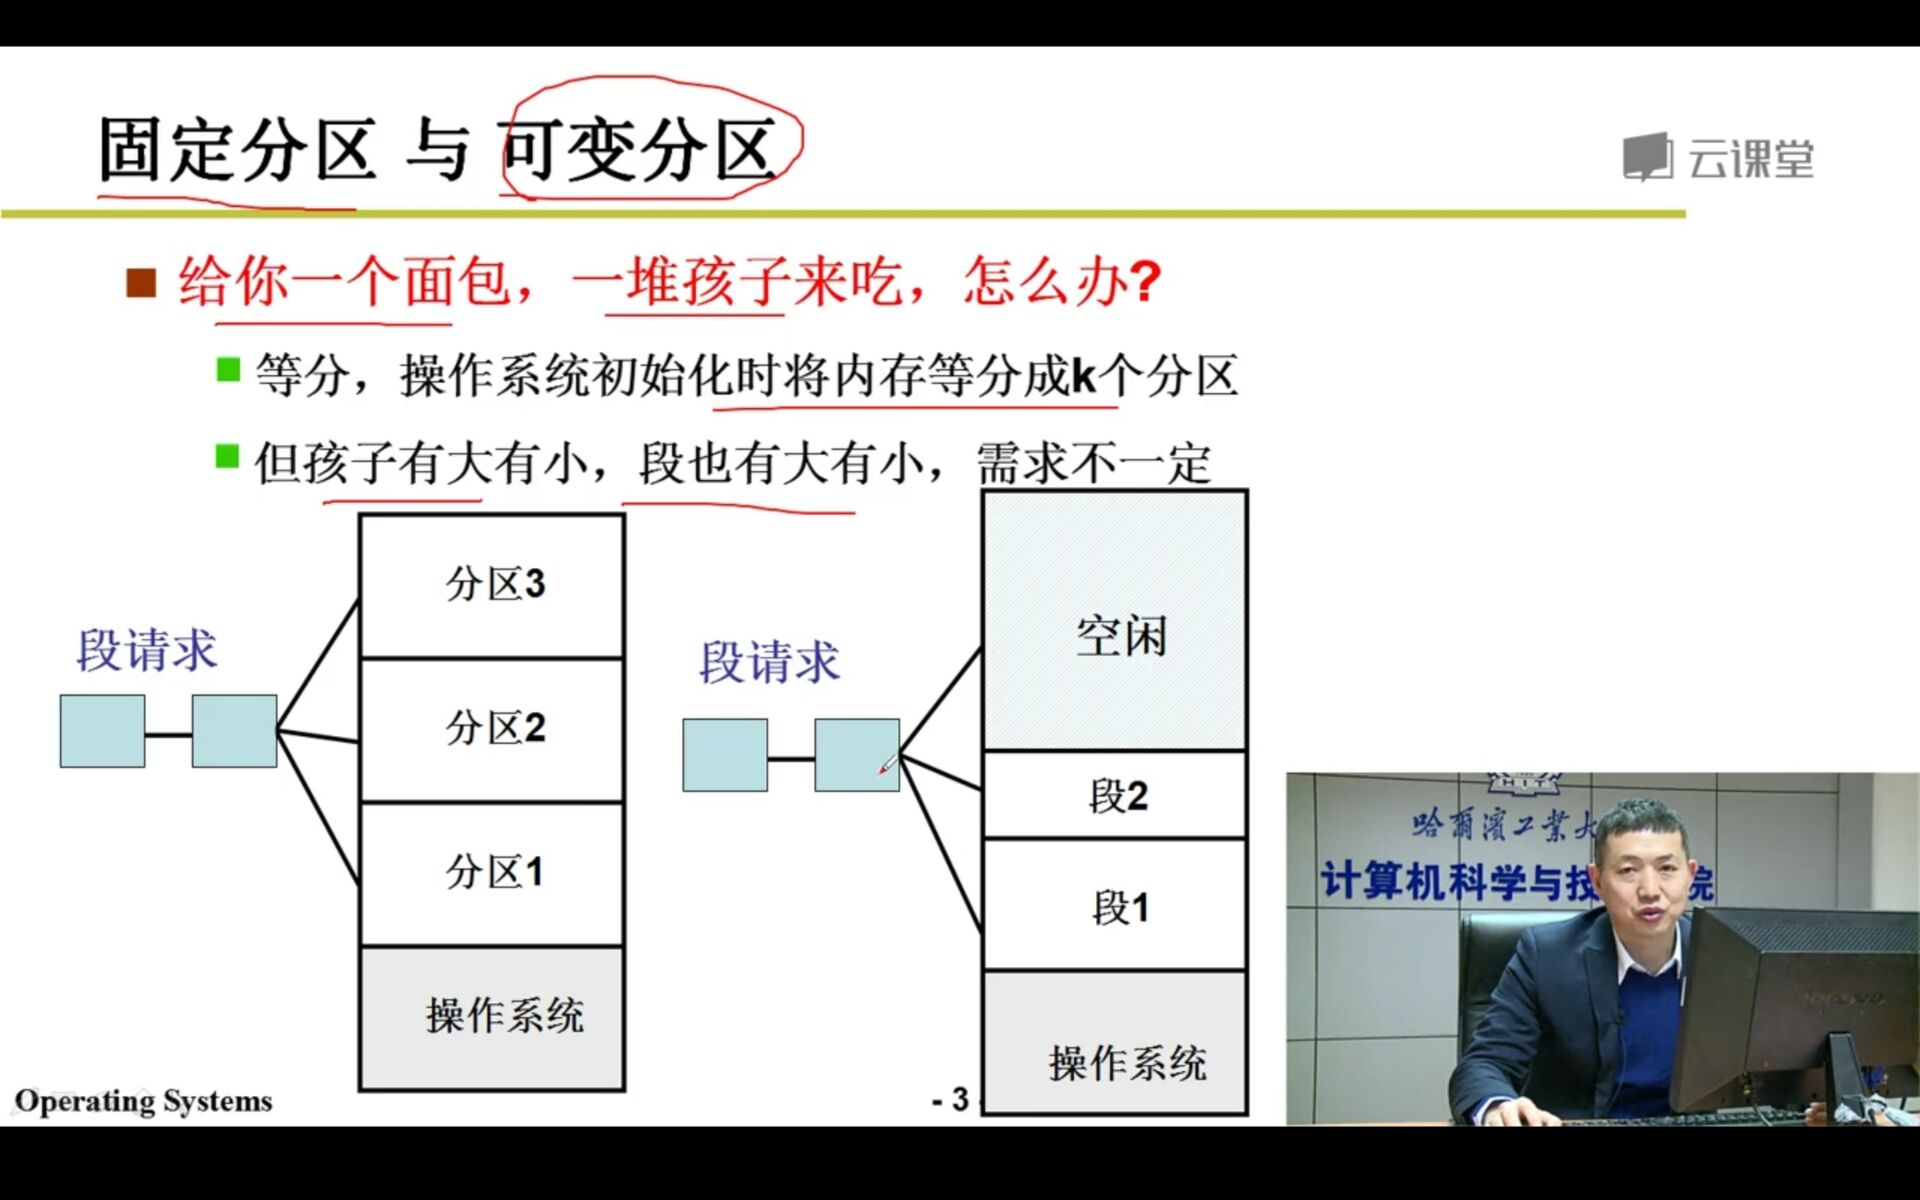 固定分区 与 可变分区
云课堂
给你一个面包，一堆孩子来吃，怎么办?
等分，操作系统初始化时将内存等分成k个分区
但孩子有大有小，段也有大有小，需求不一定
段请求
分区3
分区2
分区1
操作系统
段请求
空闲
段2
段1
操作系统
Operating Systems
- 3
HIT
哈爾濱工業大
计算机科学与技 院